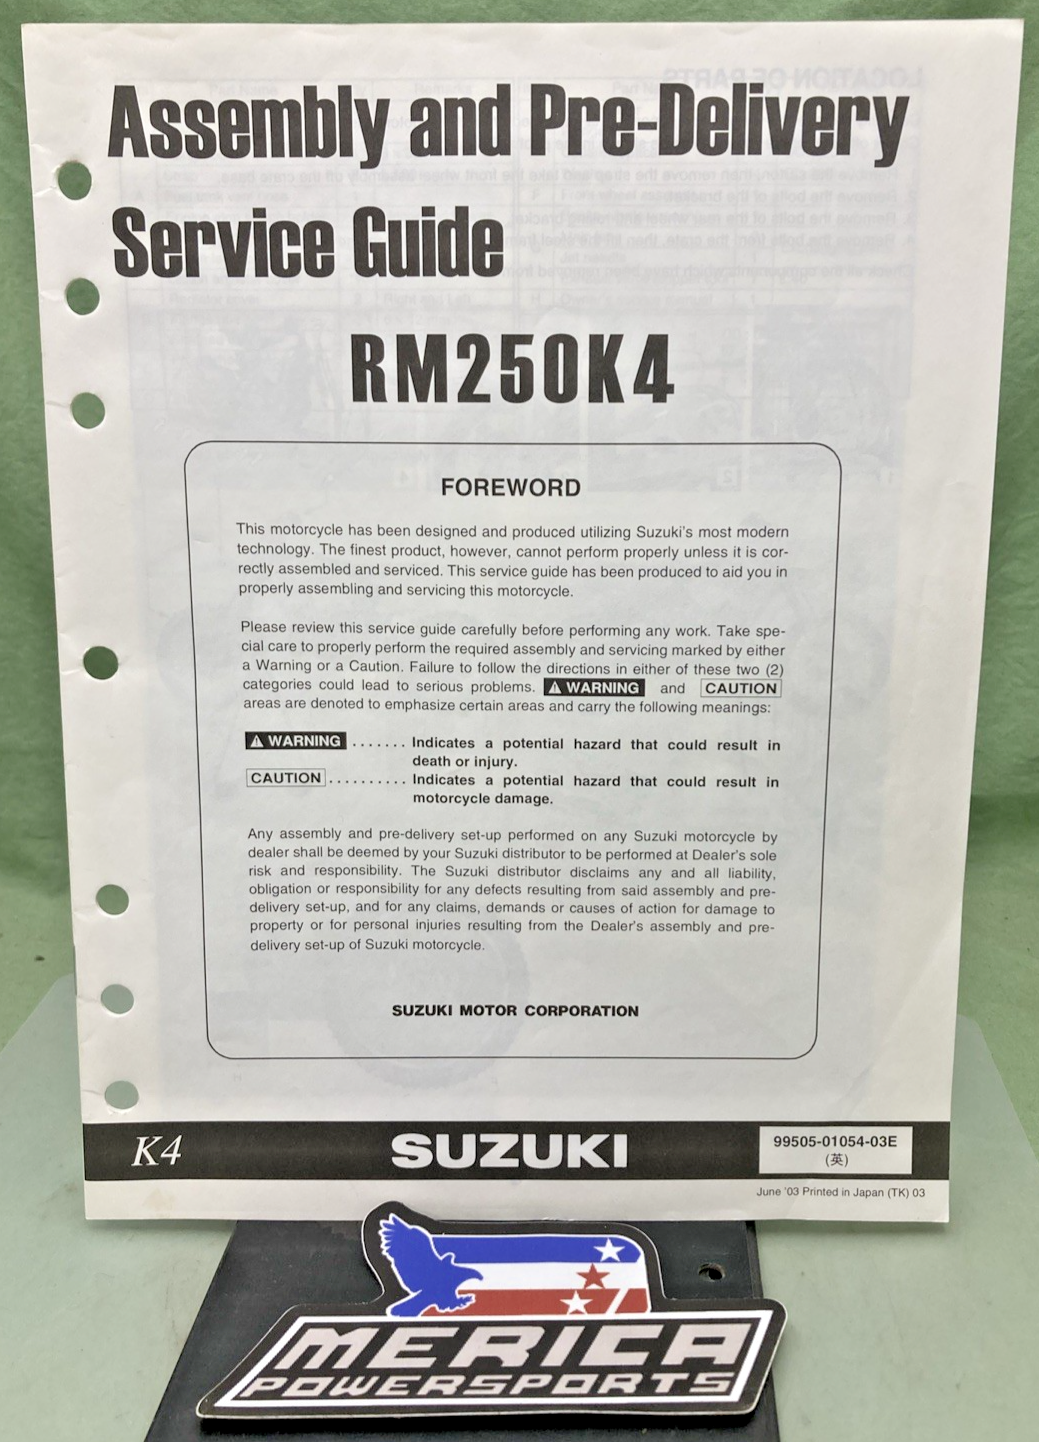 Assembly and Pre-Delivery
Service Guide
RM250K4
FOREWORD
This motorcycle has been designed and produced utilizing Suzuki's most modern
technology. The finest product, however, cannot perform properly unless it is cor-
rectly assembled and serviced. This service guide has been produced to aid you in
properly assembling and servicing this motorcycle.
Please review this service guide carefully before performing any work. Take spe-
cial care to properly perform the required assembly and servicing marked by either
a Warning or a Caution. Failure to follow the directions in either of these two (2)
categories could lead to serious problems. ⚠ WARNING and CAUTION
areas are denoted to emphasize certain areas and carry the following meanings:
⚠ WARNING ....... Indicates a potential hazard that could result in
death or injury.
CAUTION .......... Indicates a potential hazard that could result in
motorcycle damage.
Any assembly and pre-delivery set-up performed on any Suzuki motorcycle by
dealer shall be deemed by your Suzuki distributor to be performed at Dealer's sole
risk and responsibility. The Suzuki distributor disclaims any and all liability,
obligation or responsibility for any defects resulting from said assembly and pre-
delivery set-up, and for any claims, demands or causes of action for damage to
property or for personal injuries resulting from the Dealer's assembly and pre-
delivery set-up of Suzuki motorcycle.
SUZUKI MOTOR CORPORATION
K4
SUZUKI
99505-01054-03E
(英)
June '03 Printed in Japan (TK) 03
MERICA
POWERSPORTS